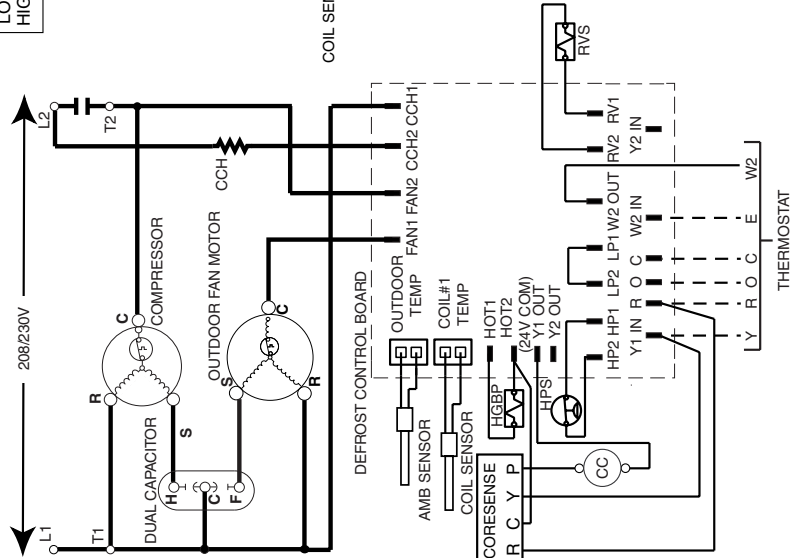 LO
HIG
COIL SEN
208/230V
L1
L2
T1
T2
R
C
COMPRESSOR
S
DUAL CAPACITOR
H
C
F
S
OUTDOOR FAN MOTOR
C
R
CCH
DEFROST CONTROL BOARD
FAN1
FAN2
CCH2
CCH1
OUTDOOR
TEMP
COIL#1
TEMP
AMB SENSOR
COIL SENSOR
HOT1
HOT2
(24V COM)
Y1 OUT
Y2 OUT
HGBP
HPS
HP2
HP1
LP2
LP1
W2 OUT
RV2
RV1
Y1 IN
R
O
C
W2 IN
Y2 IN
RVS
CORESENSE
R
C
Y
P
CC
Y
R
O
C
E
W2
THERMOSTAT